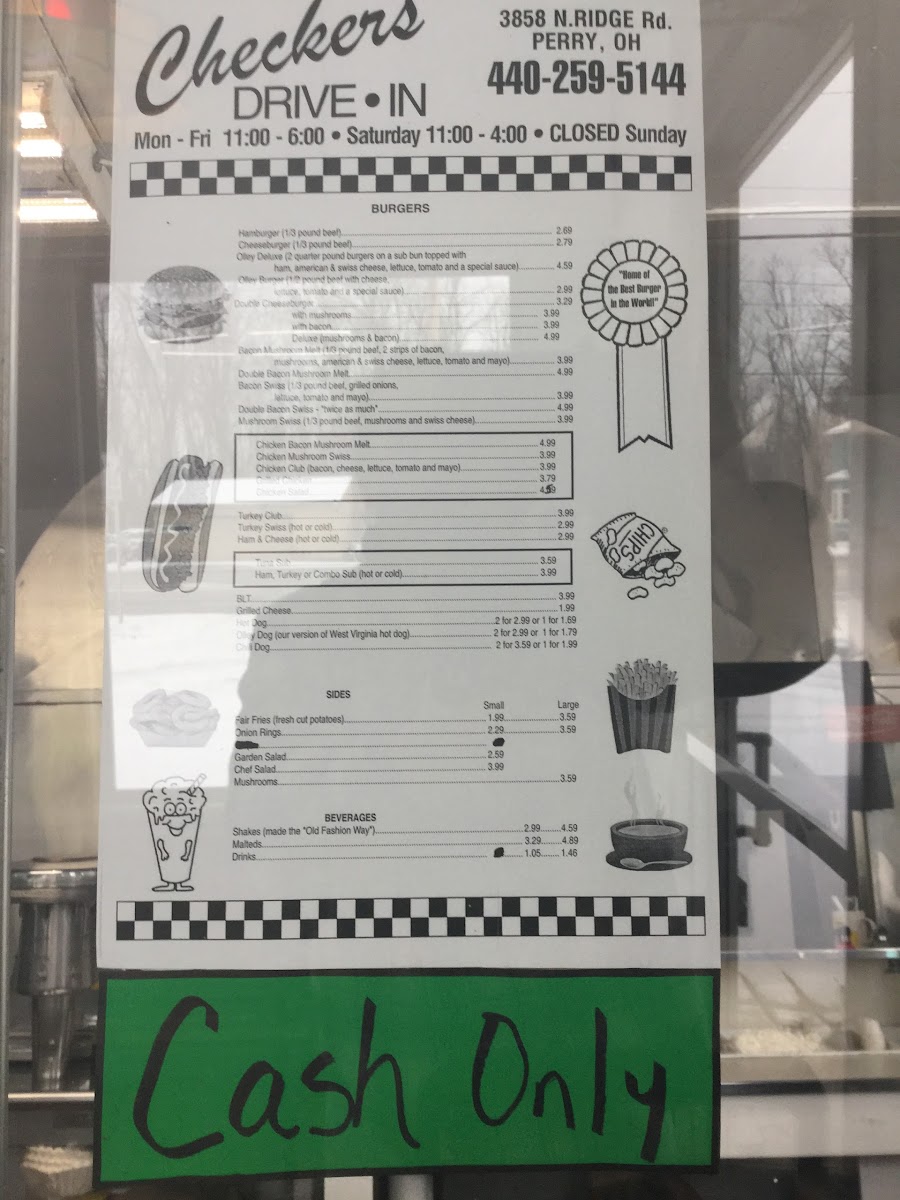 Checkers
DRIVE • IN
3858 N.RIDGE Rd.
PERRY, OH
440-259-5144
Mon - Fri 11:00 - 6:00 • Saturday 11:00 - 4:00 • CLOSED Sunday
BURGERS
Hamburger (1/3 pound beef) 2.69
Cheeseburger (1/3 pound beef) 2.79
Olley Deluxe (2 quarter pound burgers on a sub bun topped with
ham, american & swiss cheese, lettuce, tomato and a special sauce) 4.59
Olley Burger (1/2 pound beef with cheese,
lettuce, tomato and a special sauce) 2.99
Double Cheeseburger 3.29
with mushrooms 3.99
with bacon 3.99
Deluxe (mushrooms & bacon) 4.99
Bacon Mushroom Melt (1/3 pound beef, 2 strips of bacon,
mushrooms, american & swiss cheese, lettuce, tomato and mayo) 3.99
Double Bacon Mushroom Melt 4.99
Bacon Swiss (1/3 pound beef, grilled onions,
lettuce, tomato and mayo) 3.99
Double Bacon Swiss - "twice as much" 4.99
Mushroom Swiss (1/3 pound beef, mushrooms and swiss cheese) 3.99
"Home of
the Best Burger
in the World!"
Chicken Bacon Mushroom Melt 4.99
Chicken Mushroom Swiss 3.99
Chicken Club (bacon, cheese, lettuce, tomato and mayo) 3.99
Grilled Chicken 3.79
Chicken Salad 4.59
Turkey Club 3.99
Turkey Swiss (hot or cold) 2.99
Ham & Cheese (hot or cold) 2.99
CHIPS
Tuna Sub 3.59
Ham, Turkey or Combo Sub (hot or cold) 3.99
BLT 3.99
Grilled Cheese 1.99
Hot Dog 2 for 2.99 or 1 for 1.69
Olley Dog (our version of West Virginia hot dog) 2 for 2.99 or 1 for 1.79
Chili Dog 2 for 3.59 or 1 for 1.99
SIDES
Small Large
Fair Fries (fresh cut potatoes) 1.99 3.59
Onion Rings 2.29 3.59
Garden Salad 2.59
Chef Salad 3.99
Mushrooms 3.59
BEVERAGES
Shakes (made the "Old Fashion Way") 2.99 4.59
Malteds 3.29 4.89
Drinks 1.05 1.46
Cash Only